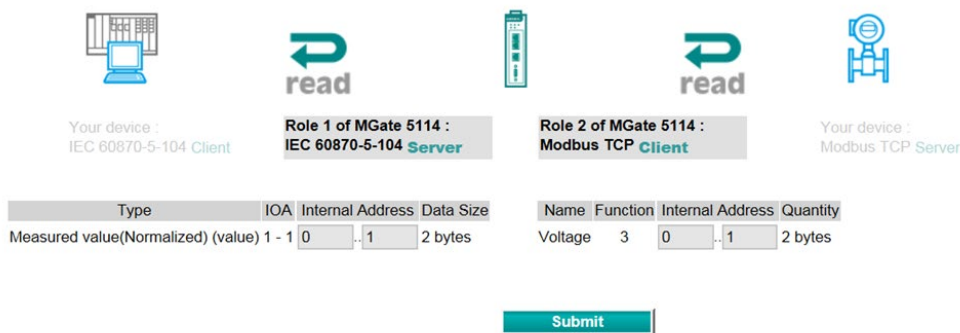 read
read
Your device :
IEC 60870-5-104 Client
Role 1 of MGate 5114 :
IEC 60870-5-104 Server
Role 2 of MGate 5114 :
Modbus TCP Client
Your device :
Modbus TCP Server
Type IOA Internal Address Data Size
Measured value(Normalized) (value) 1 - 1 0 .. 1 2 bytes
Name Function Internal Address Quantity
Voltage 3 0 .. 1 2 bytes
Submit